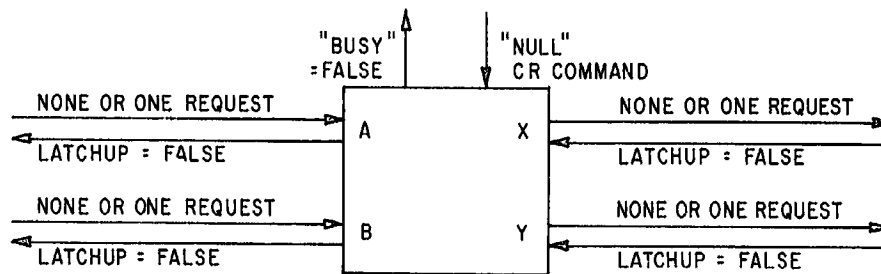 "BUSY"
=FALSE
"NULL"
CR COMMAND
NONE OR ONE REQUEST
LATCHUP = FALSE
A
X
NONE OR ONE REQUEST
LATCHUP = FALSE
NONE OR ONE REQUEST
LATCHUP = FALSE
B
Y
NONE OR ONE REQUEST
LATCHUP = FALSE